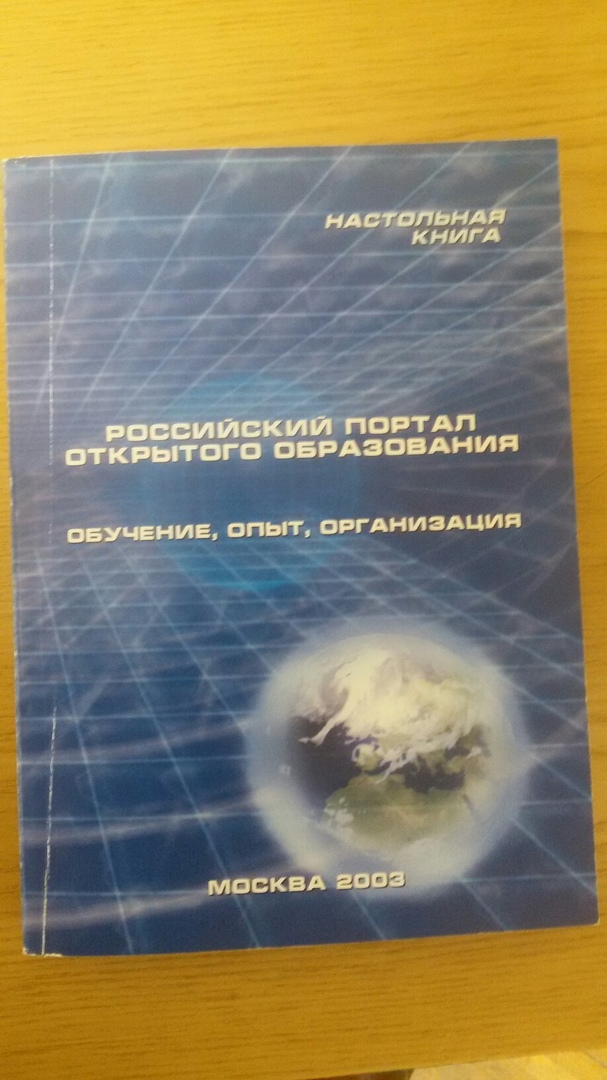 НАСТОЛЬНАЯ
КНИГА
РОССИЙСКИЙ ПОРТАЛ
ОТКРЫТОГО ОБРАЗОВАНИЯ
ОБУЧЕНИЕ, ОПЫТ, ОРГАНИЗАЦИЯ
МОСКВА 2003